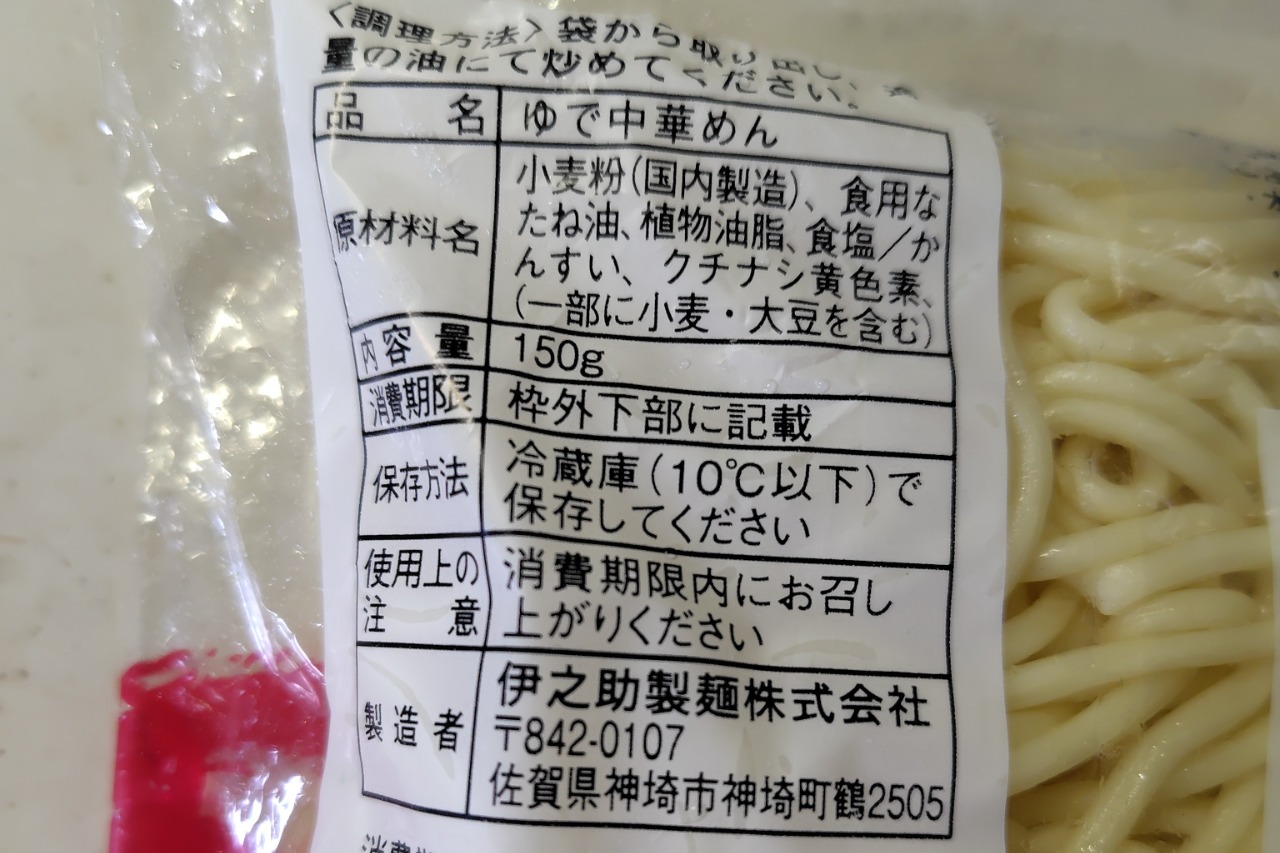 〈調理方法〉袋から取り出し、
量の油にて炒めてください。
品名 ゆで中華めん
原材料名 小麦粉(国内製造)、食用な
たね油、植物油脂、食塩／か
んすい、クチナシ黄色素、
(一部に小麦・大豆を含む)
内容量 150g
消費期限 枠外下部に記載
保存方法 冷蔵庫(10℃以下)で
保存してください
使用上の注意 消費期限内にお召し
上がりください
製造者 伊之助製麺株式会社
〒842-0107
佐賀県神埼市神埼町鶴2505